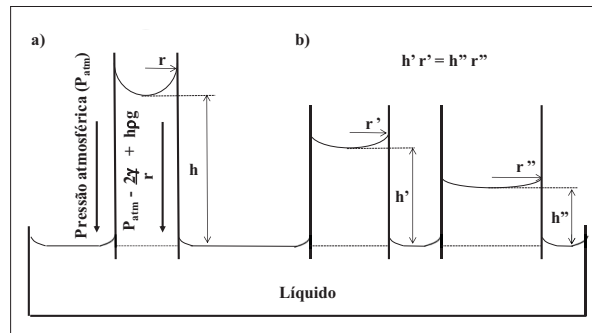 a)
Pressão atmosférica (Patm)
Patm - 2γ + hρg
r
r
h
b)
h’ r’ = h” r”
r’
h’
r”
h”
Líquido